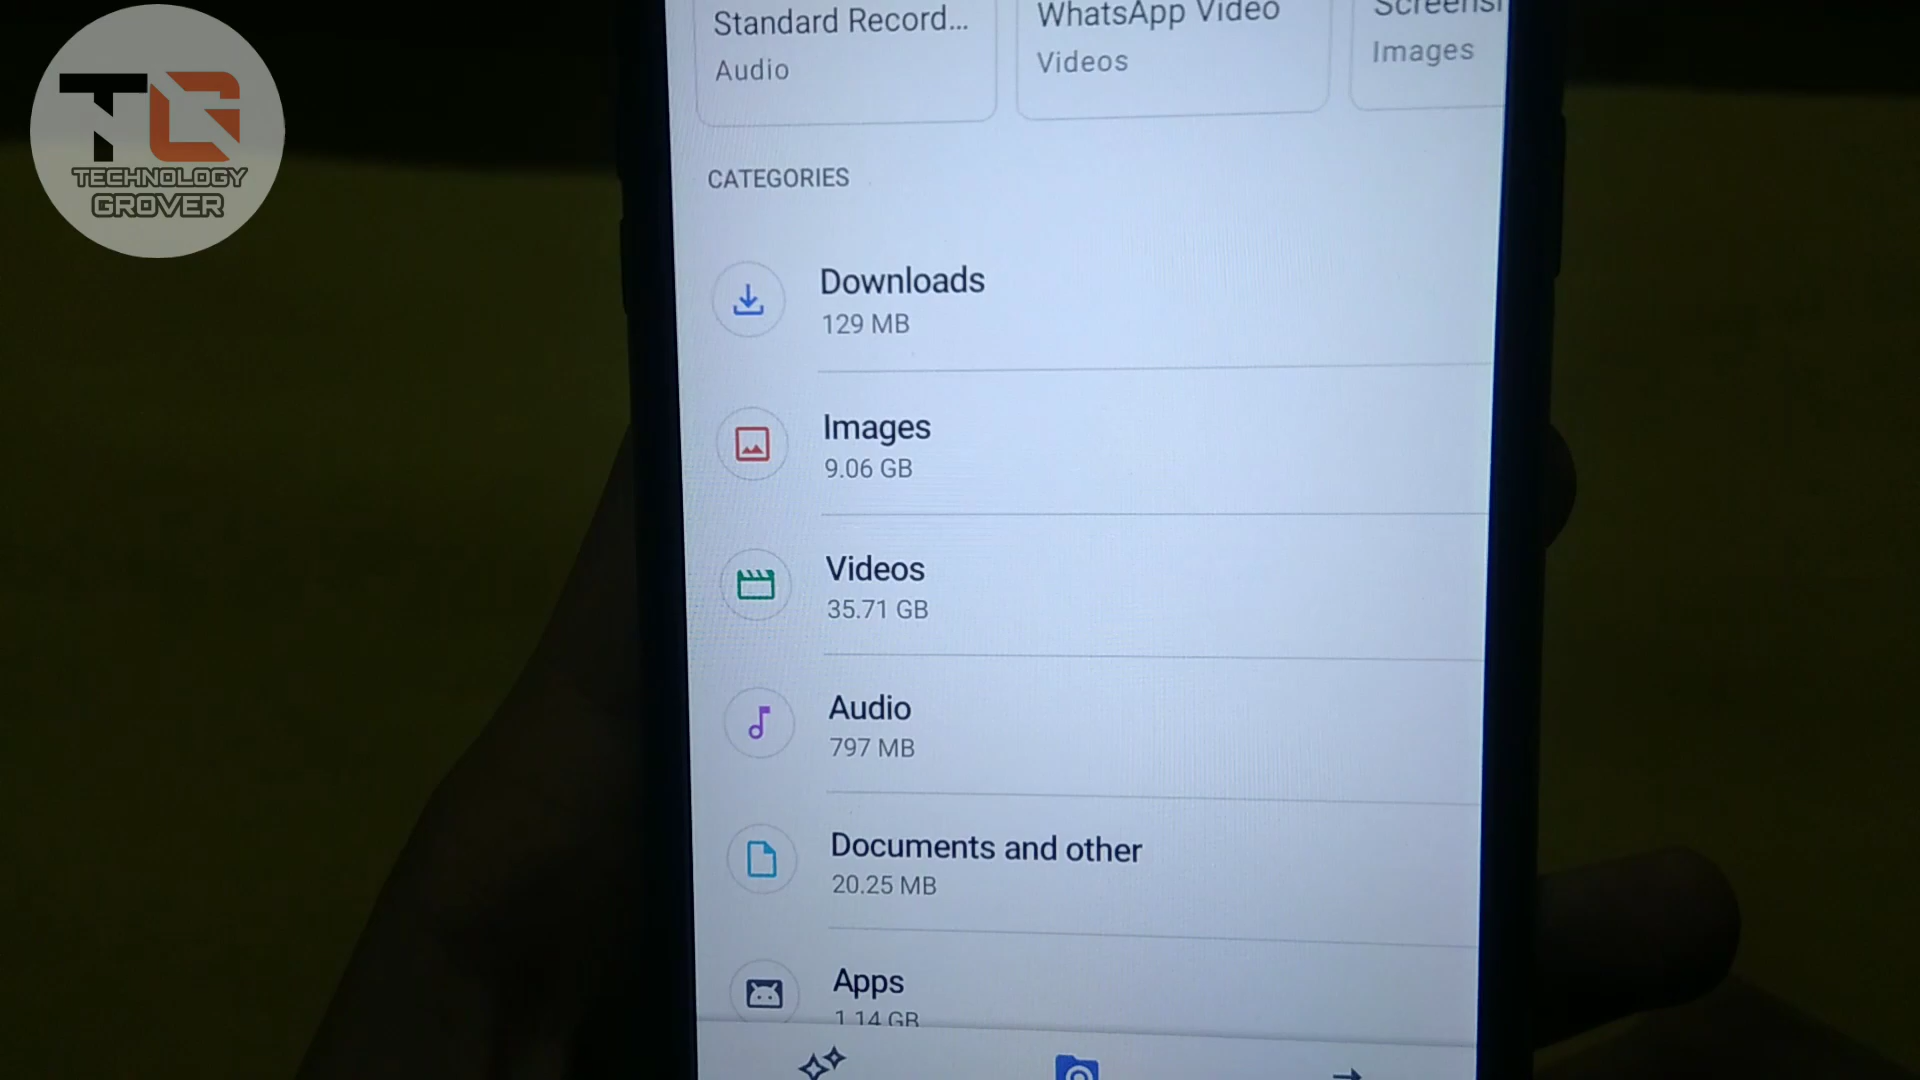 Standard Record...
Audio
WhatsApp Video
Videos
Images
TG
TECHNOLOGY
GROVER
CATEGORIES
Downloads
129 MB
Images
9.06 GB
Videos
35.71 GB
Audio
797 MB
Documents and other
20.25 MB
Apps
1.14 GB